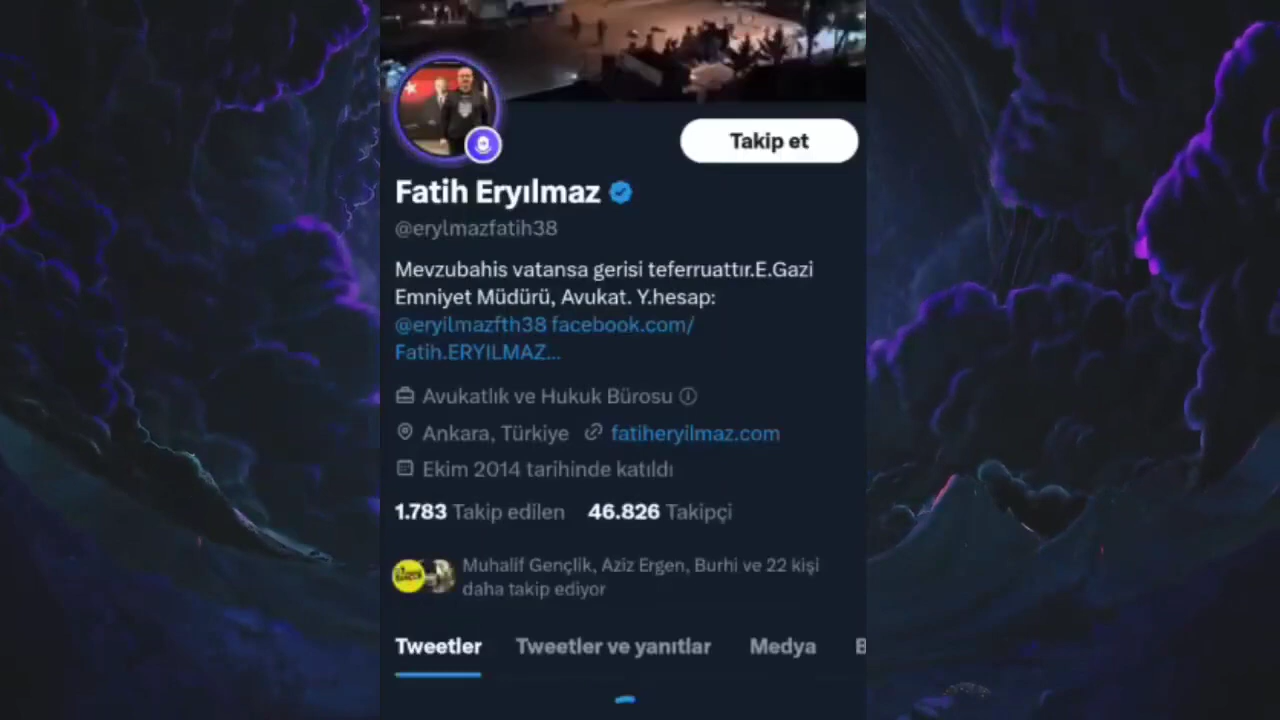 Takip et
Fatih Eryılmaz
@erylmazfatih38
Mevzubahis vatansa gerisi teferruattır.E.Gazi
Emniyet Müdürü, Avukat. Y.hesap:
@eryilmazfth38 facebook.com/
Fatih.ERYILMAZ...
Avukatlık ve Hukuk Bürosu
Ankara, Türkiye fatiheryilmaz.com
Ekim 2014 tarihinde katıldı
1.783 Takip edilen 46.826 Takipçi
Muhalif Gençlik, Aziz Ergen, Burhi ve 22 kişi
daha takip ediyor
Tweetler Tweetler ve yanıtlar Medya B